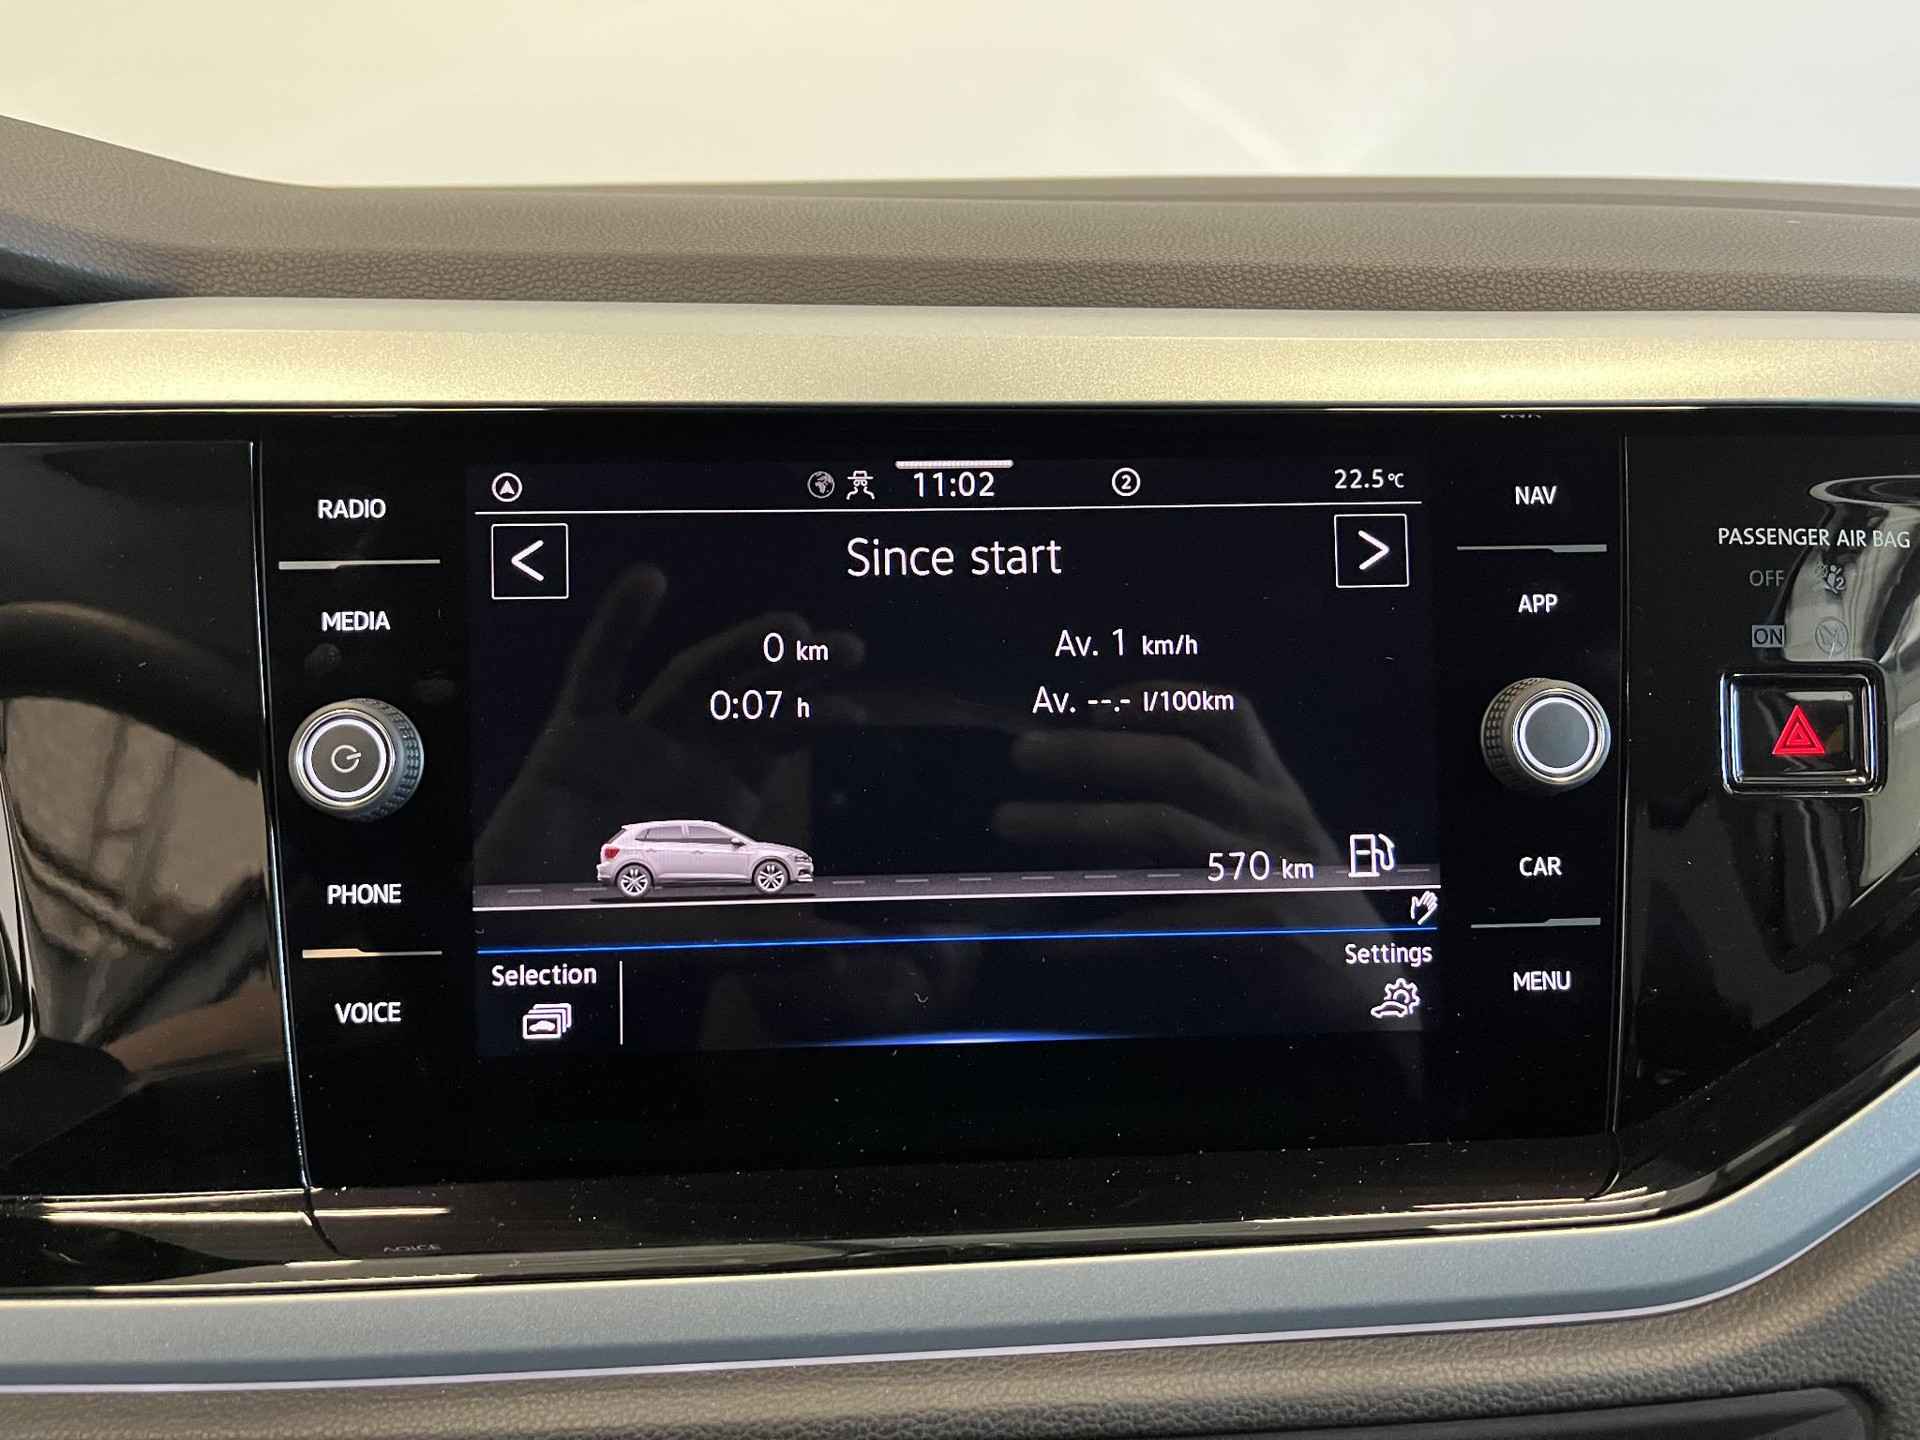 RADIO
MEDIA
PHONE
VOICE
11:02
2
22.5°C
Since start
0 km
Av. 1 km/h
0:07 h
Av. --.- l/100km
570 km
Selection
Settings
NAV
APP
CAR
MENU
PASSENGER AIR BAG
OFF
ON